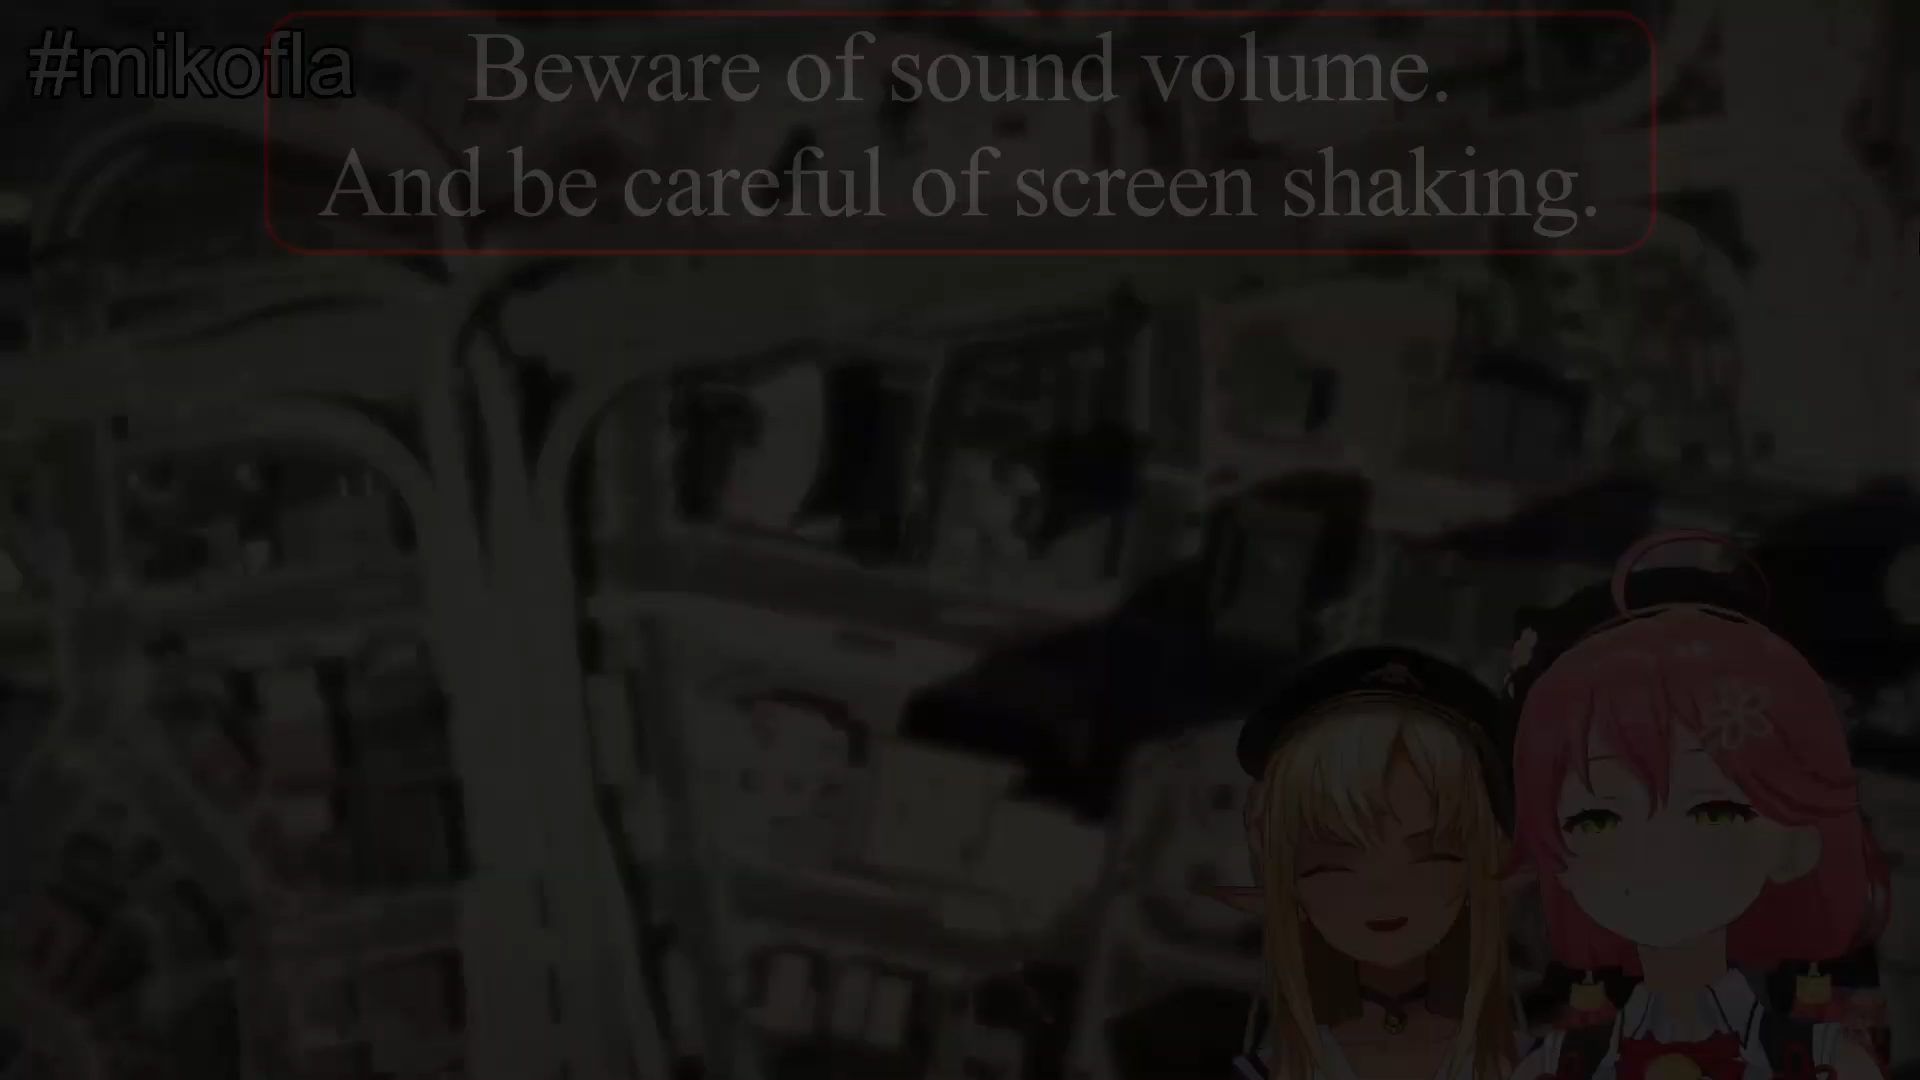 #mikofla
Beware of sound volume.
And be careful of screen shaking.